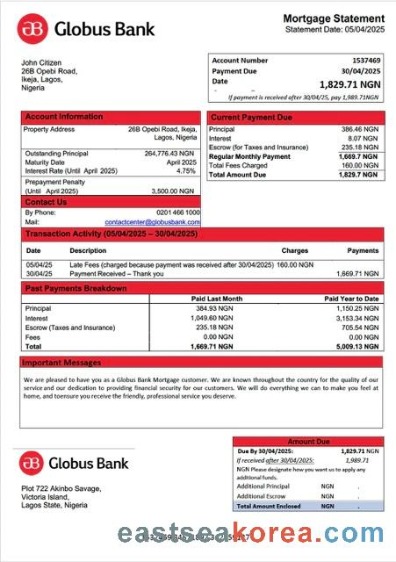 Globus Bank
Mortgage Statement
Statement Date: 05/04/2025
John Citizen
26B Opebi Road,
Ikeja, Lagos,
Nigeria
Account Number 1537469
Payment Due 30/04/2025
Date 1,829.71 NGN
If payment is received after 30/04/25, pay 1,989.71NGN
Account Information
Property Address 26B Opebi Road, Ikeja,
Lagos, Nigeria
Outstanding Principal 264,776.43 NGN
Maturity Date April 2025
Interest Rate (Until April 2025) 4.75%
Prepayment Penalty
(Until April 2025) 3,500.00 NGN
Contact Us
By Phone: 0201 466 1000
Mail: contactcenter@globusbank.com
Current Payment Due
Principal 386.46 NGN
Interest 8.07 NGN
Escrow (for Taxes and Insurance) 235.18 NGN
Regular Monthly Payment 1,669.7 NGN
Total Fees Charged 160.00 NGN
Total Amount Due 1,829.7 NGN
Transaction Activity (05/04/2025 – 30/04/2025)
Date Description Charges Payments
05/04/25 Late Fees (charged because payment was received after 30/04/2025) 160.00 NGN
30/04/25 Payment Received – Thank you 1,669.71 NGN
Past Payments Breakdown
Paid Last Month Paid Year to Date
Principal 384.93 NGN 1,150.25 NGN
Interest 1,049.60 NGN 3,153.34 NGN
Escrow (Taxes and Insurance) 235.18 NGN 705.54 NGN
Fees 0.00 NGN 0.00 NGN
Total 1,669.71 NGN 5,009.13 NGN
Important Messages
We are pleased to have you as a Globus Bank Mortgage customer. We are known throughout the country for the quality of our
service and our dedication to providing financial security for our customers. We will do everything we can to make you feel at
home, and toensure you receive the friendly, professional service you deserve.
Globus Bank
Plot 722 Akinbo Savage,
Victoria Island,
Lagos State, Nigeria
Amount Due
Due By 30/04/2025: 1,829.71 NGN
If received after 30/04/2025: 1,989.71
NGN Please designate how you want us to apply any
additional funds.
Additional Principal NGN .
Additional Escrow NGN .
Total Amount Enclosed NGN .
eastseakorea.com